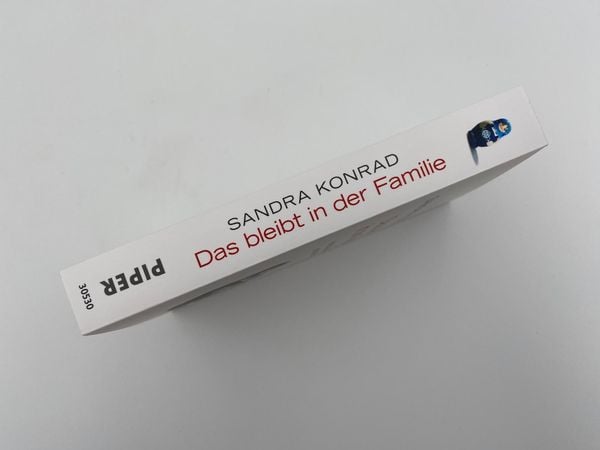 SANDRA KONRAD
Das bleibt in der Familie
PIPER
30530